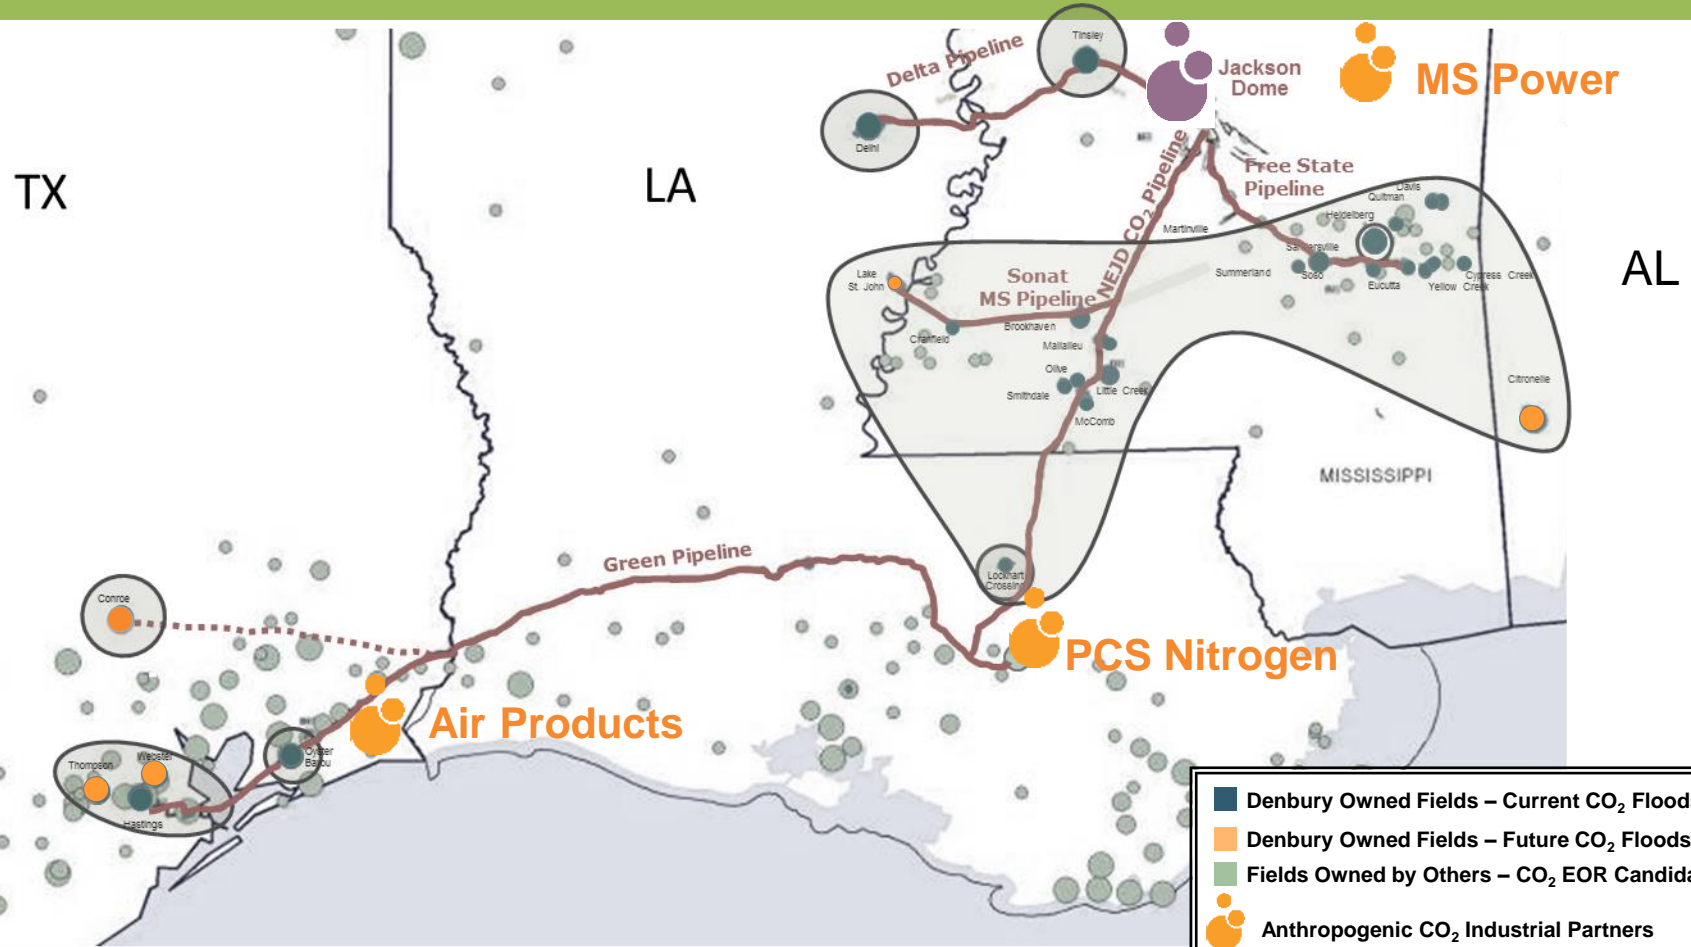 Tinsley
Delta Pipeline
Jackson
Dome
MS Power
Delhi
TX
LA
AL
NEJD CO₂ Pipeline
Free State
Pipeline
Davis
Quitman
Heidelberg
Martinville
Sandersville
Summerland
Soso
Eucutta
Cypress Creek
Yellow Creek
Lake
St. John
Sonat
MS Pipeline
Cranfield
Brookhaven
Mallalieu
Olive
Little Creek
Smithdale
McComb
Citronelle
MISSISSIPPI
Green Pipeline
Lockhart
Crossing
Conroe
PCS Nitrogen
Air Products
Oyster
Bayou
Webster
Thompson
Hastings
Denbury Owned Fields – Current CO₂ Flood
Denbury Owned Fields – Future CO₂ Floods
Fields Owned by Others – CO₂ EOR Candida
Anthropogenic CO₂ Industrial Partners